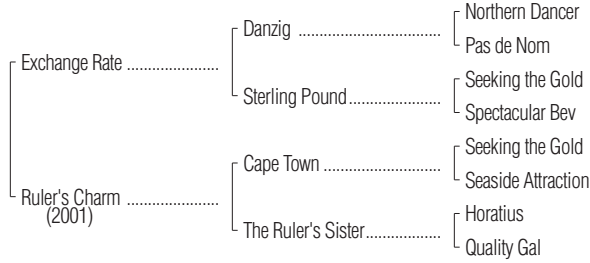 Northern Dancer
Danzig ................................
Pas de Nom
Exchange Rate .....................
Seeking the Gold
Sterling Pound.....................
Spectacular Bev
Seeking the Gold
Cape Town ..........................
Seaside Attraction
Ruler's Charm .....................
(2001)
Horatius
The Ruler's Sister.................
Quality Gal